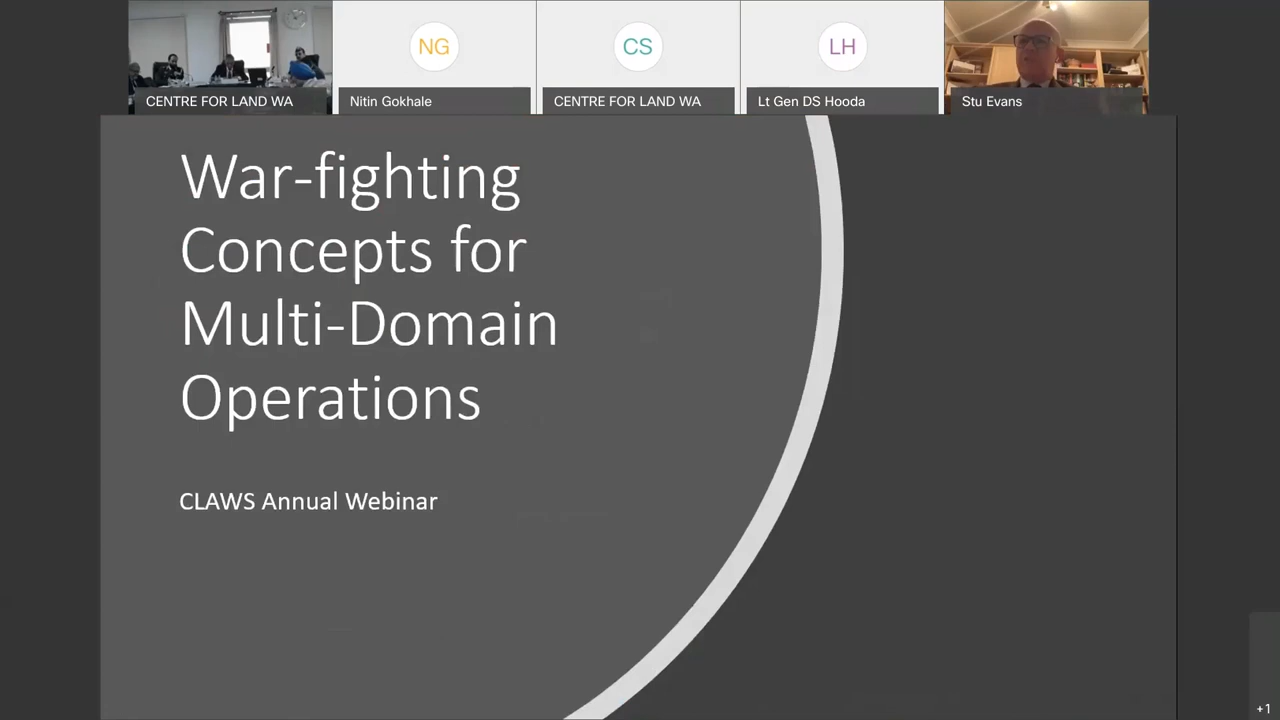 NG
CS
LH
CENTRE FOR LAND WA
Nitin Gokhale
CENTRE FOR LAND WA
Lt Gen DS Hooda
Stu Evans
War-fighting
Concepts for
Multi-Domain
Operations
CLAWS Annual Webinar
+1